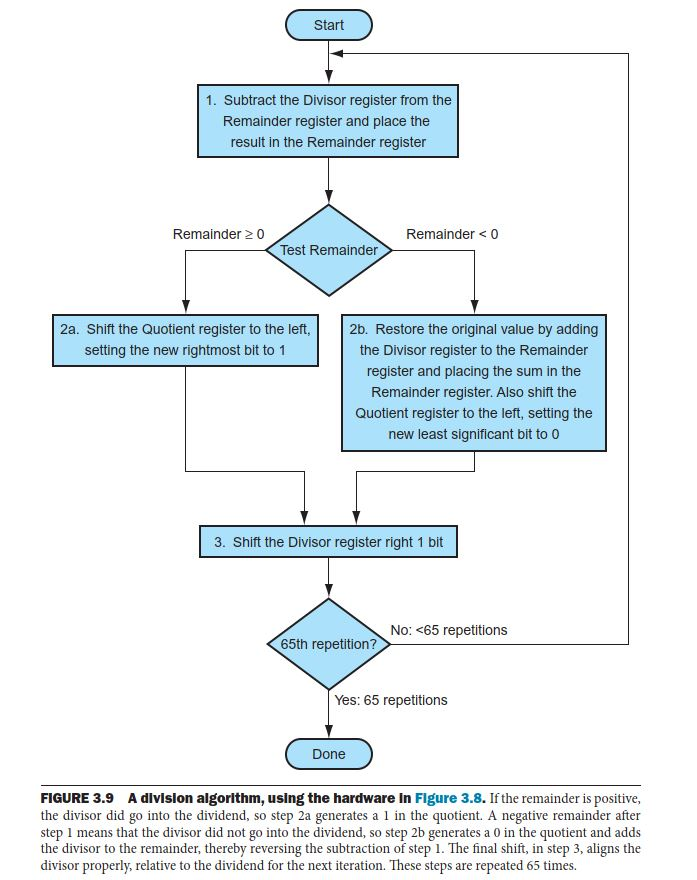 Start
1. Subtract the Divisor register from the
Remainder register and place the
result in the Remainder register
Remainder ≥ 0
Remainder < 0
Test Remainder
2a. Shift the Quotient register to the left,
setting the new rightmost bit to 1
2b. Restore the original value by adding
the Divisor register to the Remainder
register and placing the sum in the
Remainder register. Also shift the
Quotient register to the left, setting the
new least significant bit to 0
3. Shift the Divisor register right 1 bit
65th repetition?
No: <65 repetitions
Yes: 65 repetitions
Done
FIGURE 3.9 A division algorithm, using the hardware in Figure 3.8. If the remainder is positive,
the divisor did go into the dividend, so step 2a generates a 1 in the quotient. A negative remainder after
step 1 means that the divisor did not go into the dividend, so step 2b generates a 0 in the quotient and adds
the divisor to the remainder, thereby reversing the subtraction of step 1. The final shift, in step 3, aligns the
divisor properly, relative to the dividend for the next iteration. These steps are repeated 65 times.